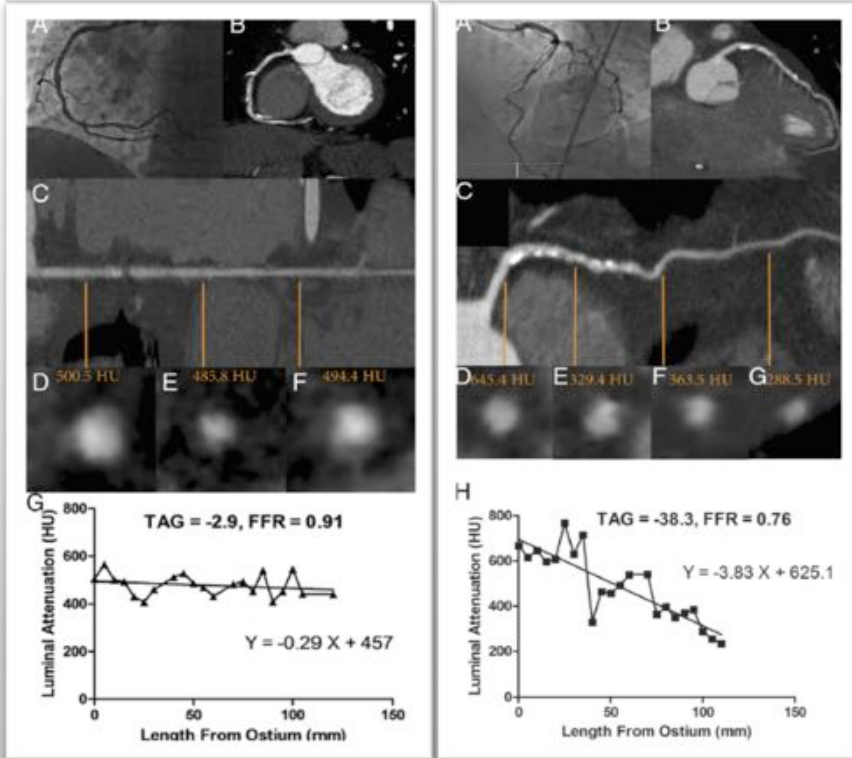 A
B
C
D 500.5 HU
E 485.8 HU
F 494.4 HU
G
TAG = -2.9, FFR = 0.91
Y = -0.29 X + 457
Luminal Attenuation (HU)
800
600
400
200
0
0 50 100 150
Length From Ostium (mm)
A
B
C
D 645.4 HU
E 329.4 HU
F 363.5 HU
G 288.5 HU
H
TAG = -38.3, FFR = 0.76
Y = -3.83 X + 625.1
Luminal Attenuation (HU)
800
600
400
200
0
0 50 100 150
Length From Ostium (mm)